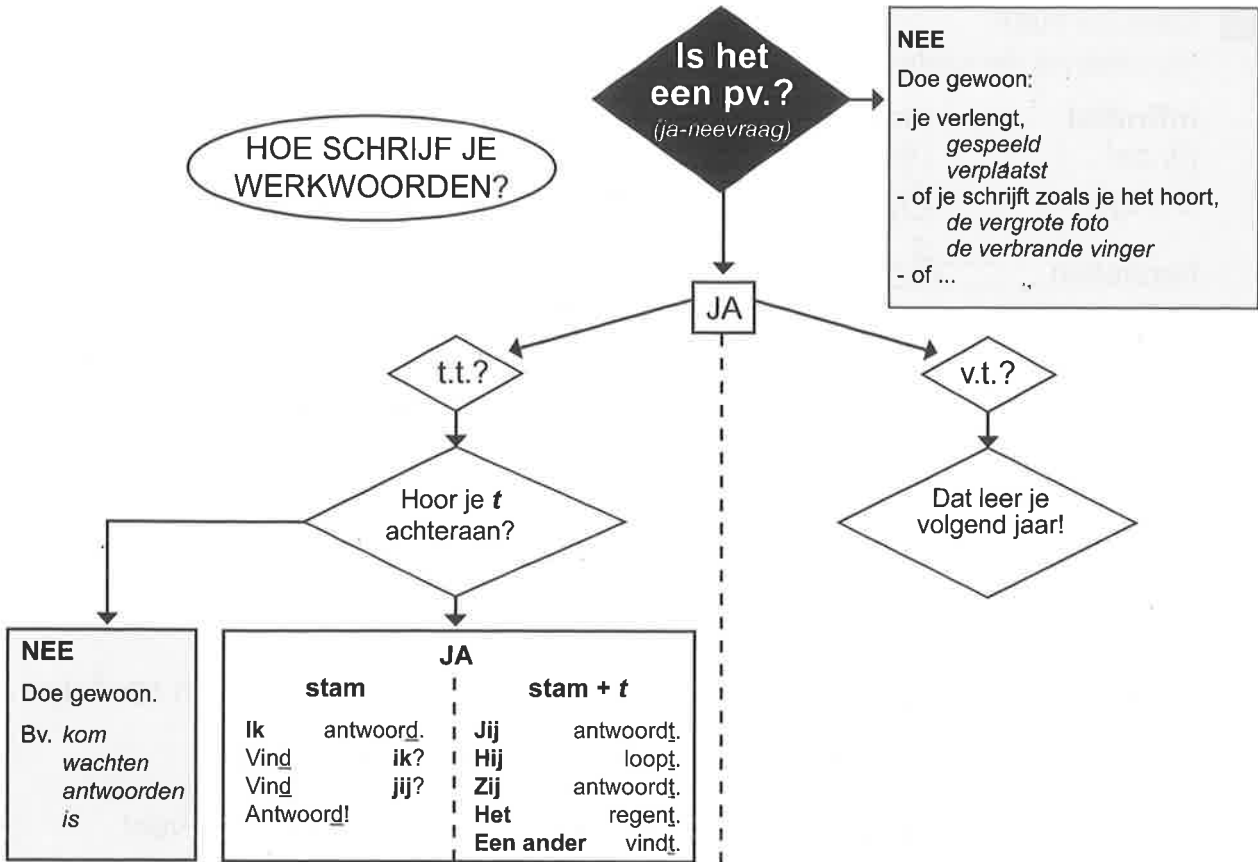 Is het
een pv.?
(ja-neevraag)
NEE
Doe gewoon:
- je verlengt,
gespeeld
verplaatst
- of je schrijft zoals je het hoort,
de vergrote foto
de verbrande vinger
- of ...
HOE SCHRIJF JE
WERKWOORDEN?
JA
t.t.?
v.t.?
Hoor je t
achteraan?
Dat leer je
volgend jaar!
NEE
Doe gewoon.
Bv. kom
wachten
antwoorden
is
JA
stam
Ik antwoord.
Vind ik?
Vind jij?
Antwoord!
stam + t
Jij antwoordt.
Hij loopt.
Zij antwoordt.
Het regent.
Een ander vindt.